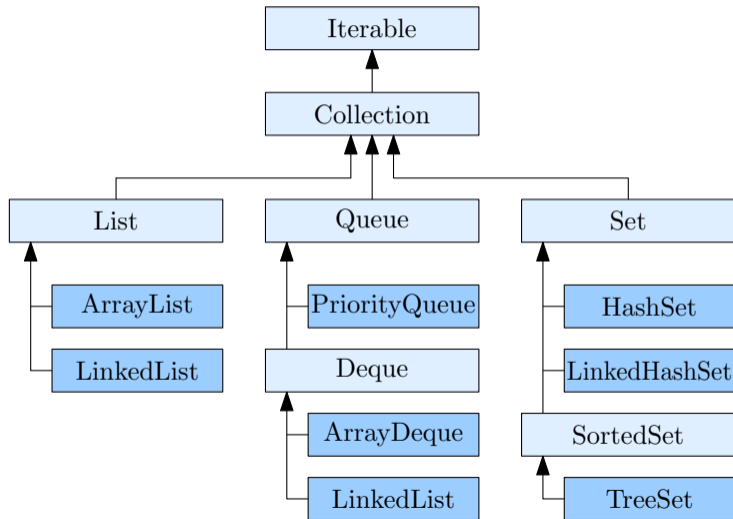 Iterable
Collection
List
Queue
Set
ArrayList
PriorityQueue
HashSet
LinkedList
Deque
LinkedHashSet
ArrayDeque
SortedSet
LinkedList
TreeSet